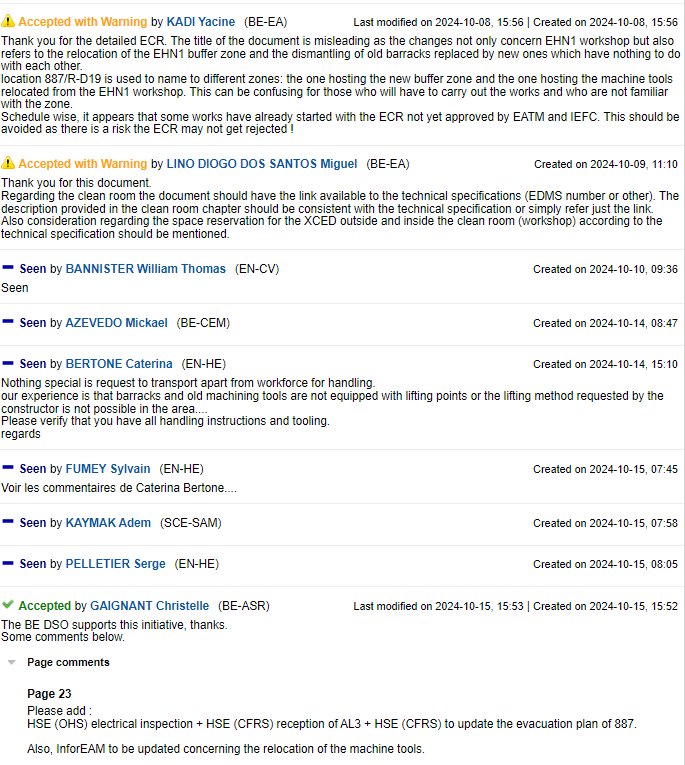 Accepted with Warning by KADI Yacine (BE-EA) Last modified on 2024-10-08, 15:56 | Created on 2024-10-08, 15:56
Thank you for the detailed ECR. The title of the document is misleading as the changes not only concern EHN1 workshop but also
refers to the relocation of the EHN1 buffer zone and the dismantling of old barracks replaced by new ones which have nothing to do
with each other.
location 887/R-D19 is used to name to different zones: the one hosting the new buffer zone and the one hosting the machine tools
relocated from the EHN1 workshop. This can be confusing for those who will have to carry out the works and who are not familiar
with the zone.
Schedule wise, it appears that some works have already started with the ECR not yet approved by EATM and IEFC. This should be
avoided as there is a risk the ECR may not get rejected !
Accepted with Warning by LINO DIOGO DOS SANTOS Miguel (BE-EA) Created on 2024-10-09, 11:10
Thank you for this document.
Regarding the clean room the document should have the link available to the technical specifications (EDMS number or other). The
description provided in the clean room chapter should be consistent with the technical specification or simply refer just the link.
Also consideration regarding the space reservation for the XCED outside and inside the clean room (workshop) according to the
technical specification should be mentioned.
Seen by BANNISTER William Thomas (EN-CV) Created on 2024-10-10, 09:36
Seen
Seen by AZEVEDO Mickael (BE-CEM) Created on 2024-10-14, 08:47
Seen by BERTONE Caterina (EN-HE) Created on 2024-10-14, 15:10
Nothing special is request to transport apart from workforce for handling.
our experience is that barracks and old machining tools are not equipped with lifting points or the lifting method requested by the
constructor is not possible in the area....
Please verify that you have all handling instructions and tooling.
regards
Seen by FUMEY Sylvain (EN-HE) Created on 2024-10-15, 07:45
Voir les commentaires de Caterina Bertone....
Seen by KAYMAK Adem (SCE-SAM) Created on 2024-10-15, 07:58
Seen by PELLETIER Serge (EN-HE) Created on 2024-10-15, 08:05
Accepted by GAIGNANT Christelle (BE-ASR) Last modified on 2024-10-15, 15:53 | Created on 2024-10-15, 15:52
The BE DSO supports this initiative, thanks.
Some comments below.
Page comments
Page 23
Please add :
HSE (OHS) electrical inspection + HSE (CFRS) reception of AL3 + HSE (CFRS) to update the evacuation plan of 887.
Also, InforEAM to be updated concerning the relocation of the machine tools.